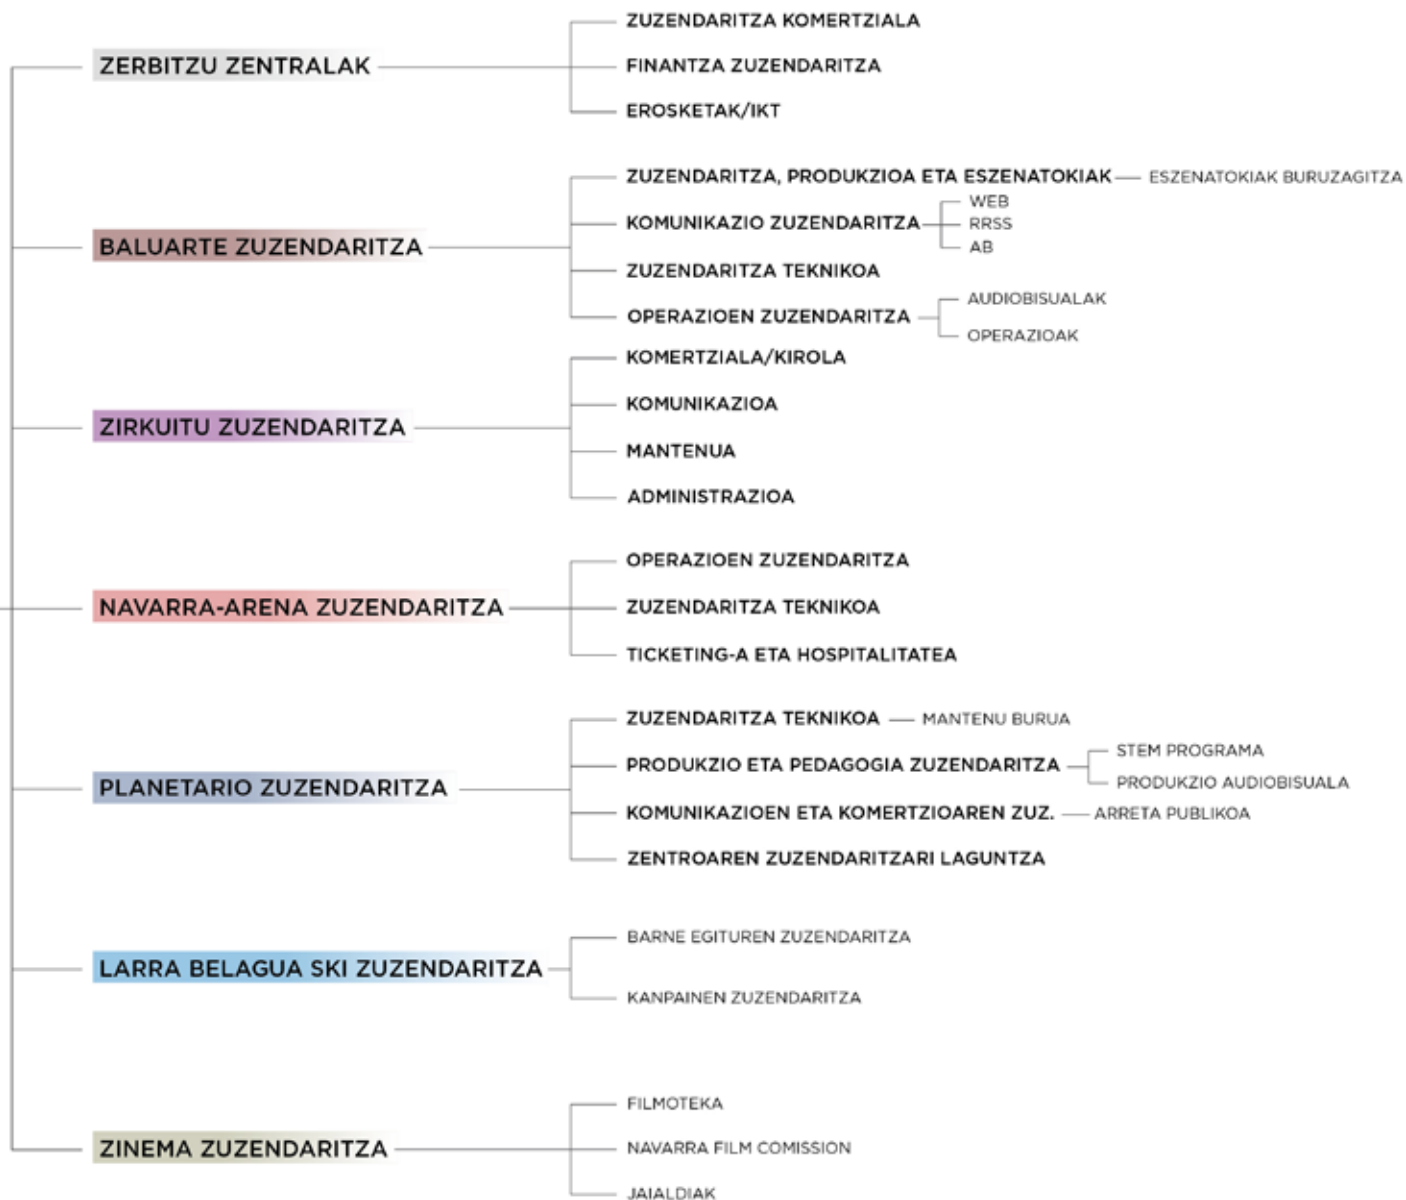 ZERBITZU ZENTRALAK
ZUZENDARITZA KOMERTZIALA
FINANTZA ZUZENDARITZA
EROSKETAK/IKT
BALUARTE ZUZENDARITZA
ZUZENDARITZA, PRODUKZIOA ETA ESZENATOKIAK
ESZENATOKIAK BURUZAGITZA
KOMUNIKAZIO ZUZENDARITZA
WEB
RRSS
AB
ZUZENDARITZA TEKNIKOA
OPERAZIOEN ZUZENDARITZA
AUDIOBISUALAK
OPERAZIOAK
ZIRKUITU ZUZENDARITZA
KOMERTZIALA/KIROLA
KOMUNIKAZIOA
MANTENUA
ADMINISTRAZIOA
NAVARRA-ARENA ZUZENDARITZA
OPERAZIOEN ZUZENDARITZA
ZUZENDARITZA TEKNIKOA
TICKETING-A ETA HOSPITALITATEA
PLANETARIO ZUZENDARITZA
ZUZENDARITZA TEKNIKOA
MANTENU BURUA
PRODUKZIO ETA PEDAGOGIA ZUZENDARITZA
STEM PROGRAMA
PRODUKZIO AUDIOBISUALA
KOMUNIKAZIOEN ETA KOMERTZIOAREN ZUZ.
ARRETA PUBLIKOA
ZENTROAREN ZUZENDARITZARI LAGUNTZA
LARRA BELAGUA SKI ZUZENDARITZA
BARNE EGITUREN ZUZENDARITZA
KANPAINEN ZUZENDARITZA
ZINEMA ZUZENDARITZA
FILMOTEKA
NAVARRA FILM COMISSION
JAIALDIAK